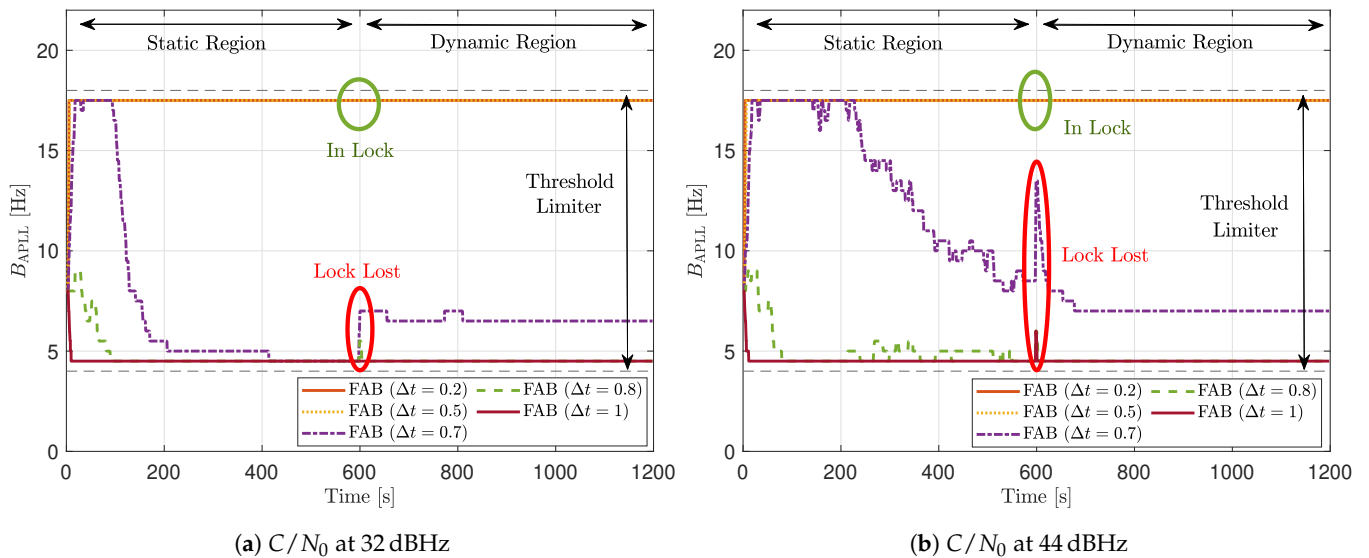 Static Region
Dynamic Region
In Lock
Threshold
Limiter
Lock Lost
FAB (Δt = 0.2)
FAB (Δt = 0.8)
FAB (Δt = 0.5)
FAB (Δt = 1)
FAB (Δt = 0.7)
20
15
10
5
0
B_APLL [Hz]
0 200 400 600 800 1000 1200
Time [s]
(a) C/N₀ at 32 dBHz
Static Region
Dynamic Region
In Lock
Threshold
Limiter
Lock Lost
FAB (Δt = 0.2)
FAB (Δt = 0.8)
FAB (Δt = 0.5)
FAB (Δt = 1)
FAB (Δt = 0.7)
20
15
10
5
0
B_APLL [Hz]
0 200 400 600 800 1000 1200
Time [s]
(b) C/N₀ at 44 dBHz